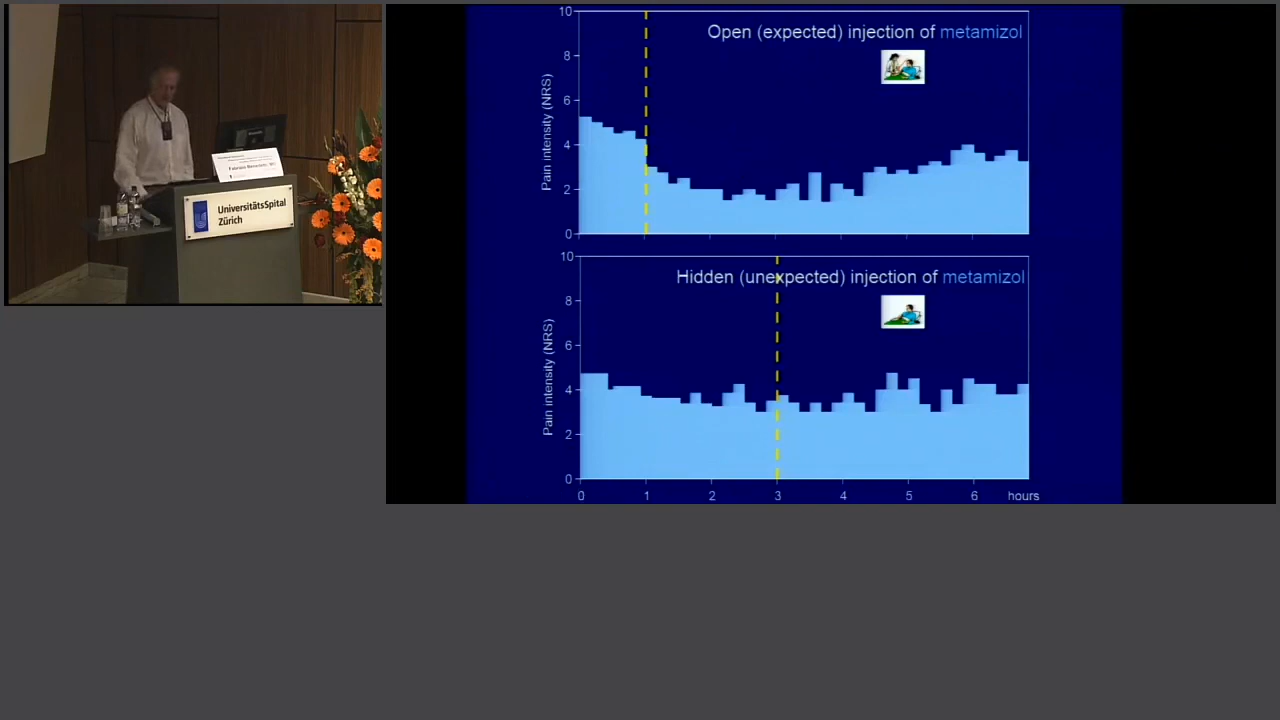 UniversitätsSpital
Zürich
10
8
6
4
2
0
Pain intensity (NRS)
Open (expected) injection of metamizol
10
8
6
4
2
0
Pain intensity (NRS)
Hidden (unexpected) injection of metamizol
0 1 2 3 4 5 6 hours